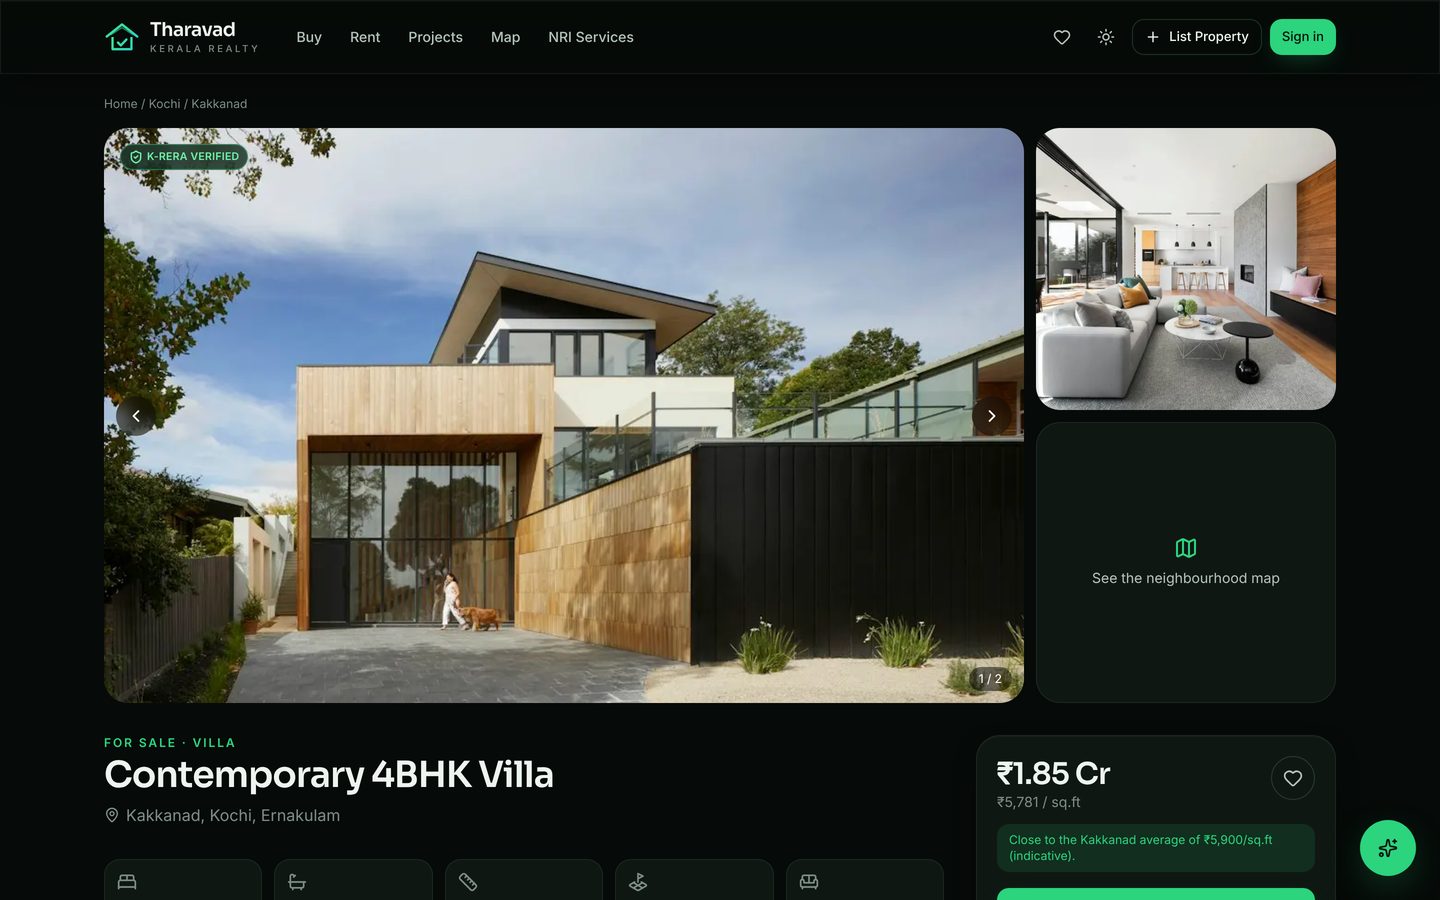 Tharavad
KERALA REALTY
Buy
Rent
Projects
Map
NRI Services
List Property
Sign in
Home / Kochi / Kakkanad
K-RERA VERIFIED
1 / 2
See the neighbourhood map
FOR SALE · VILLA
Contemporary 4BHK Villa
Kakkanad, Kochi, Ernakulam
₹1.85 Cr
₹5,781 / sq.ft
Close to the Kakkanad average of ₹5,900/sq.ft
(indicative).